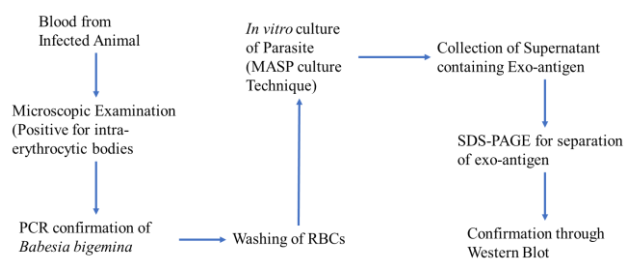 Blood from
Infected Animal
Microscopic Examination
(Positive for intra-
erythrocytic bodies
PCR confirmation of
Babesia bigemina
Washing of RBCs
In vitro culture
of Parasite
(MASP culture
Technique)
Collection of Supernatant
containing Exo-antigen
SDS-PAGE for separation
of exo-antigen
Confirmation through
Western Blot